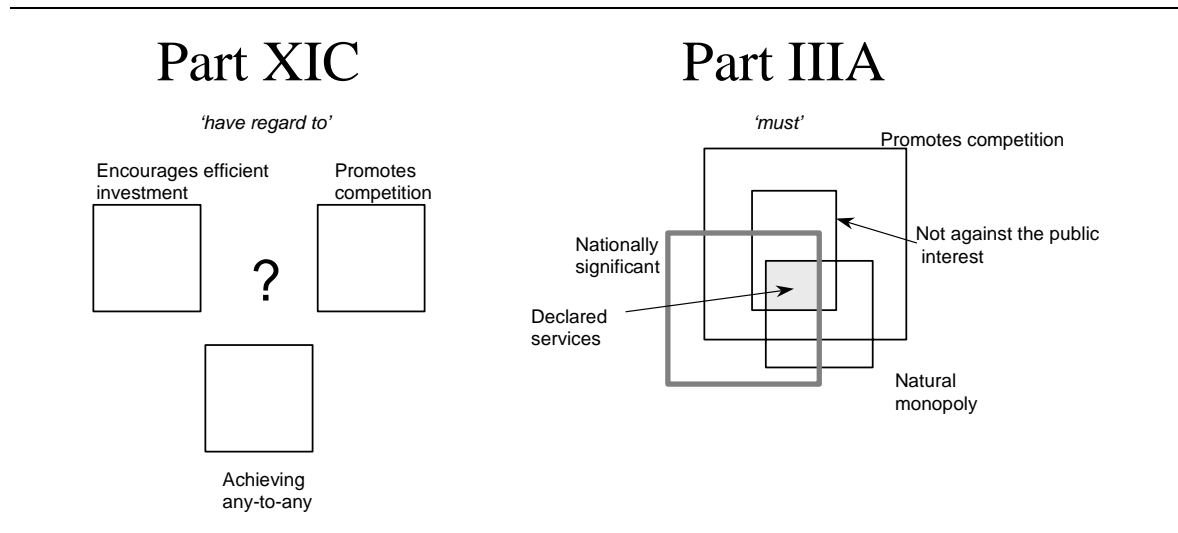 Part XIC
‘have regard to’
Encourages efficient
investment
Promotes
competition
?
Achieving
any-to-any
Part IIIA
‘must’
Promotes competition
Not against the public
interest
Nationally
significant
Declared
services
Natural
monopoly